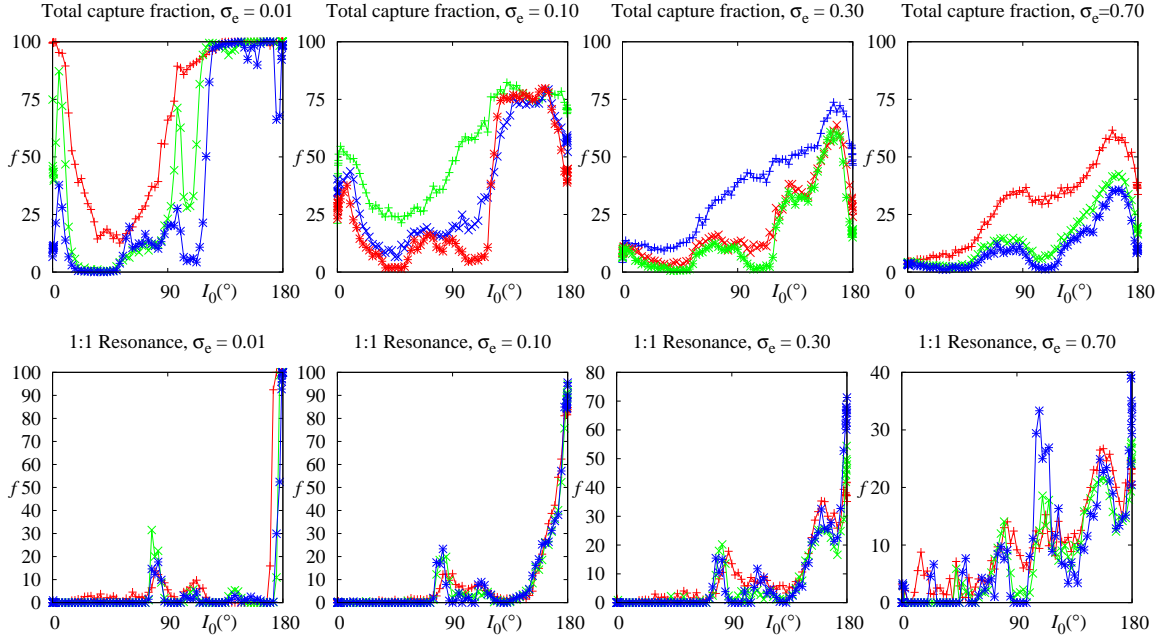 Total capture fraction, σe = 0.01
Total capture fraction, σe = 0.10
Total capture fraction, σe = 0.30
Total capture fraction, σe=0.70
100
75
f 50
25
0
0 90 I0(°) 180
100
75
f 50
25
0
0 90 I0(°) 180
100
75
f 50
25
0
0 90 I0(°) 180
100
75
f 50
25
0
0 90 I0(°) 180
1:1 Resonance, σe = 0.01
1:1 Resonance, σe = 0.10
1:1 Resonance, σe = 0.30
1:1 Resonance, σe = 0.70
100
90
80
70
60
f 50
40
30
20
10
0
0 90 I0(°) 180
100
90
80
70
60
f 50
40
30
20
10
0
0 90 I0(°) 180
80
70
60
50
f 40
30
20
10
0
0 90 I0(°) 180
40
30
f 20
10
0
0 90 I0(°) 180